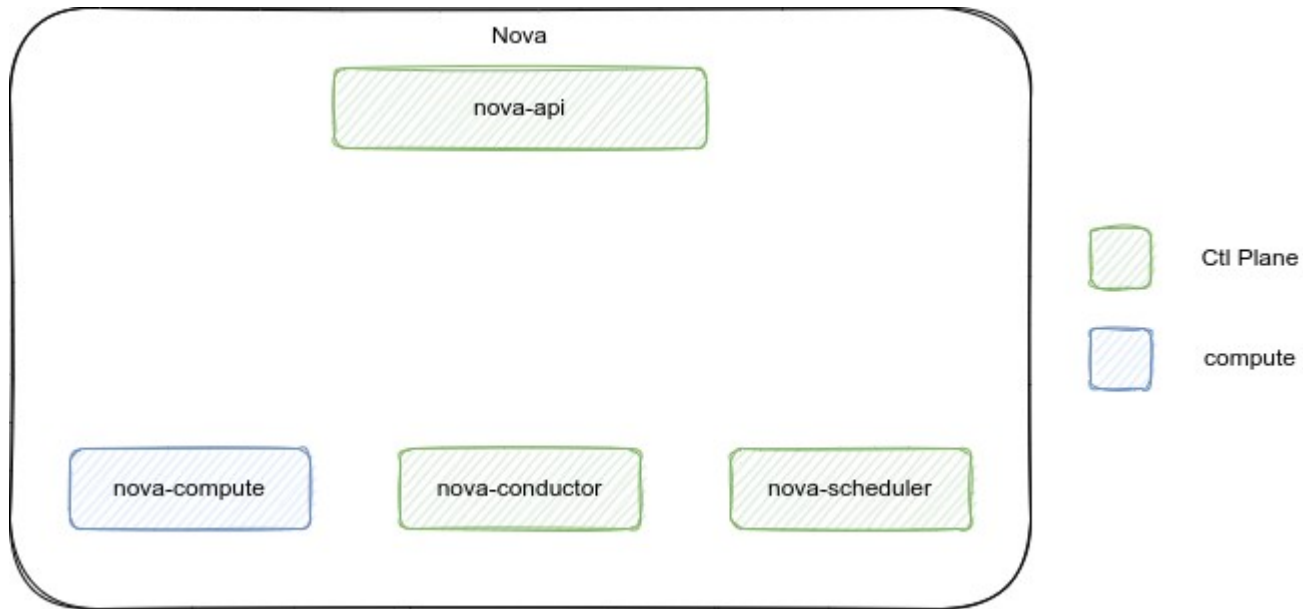 Nova
nova-api
Ctl Plane
compute
nova-compute
nova-conductor
nova-scheduler